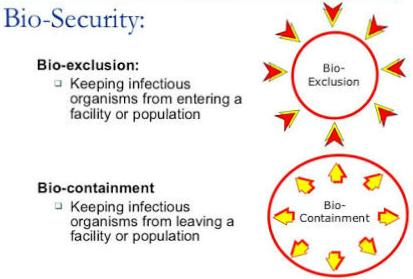 Bio-Security:
Bio-exclusion:
Keeping infectious
organisms from entering a
facility or population
Bio-
Exclusion
Bio-containment
Keeping infectious
organisms from leaving a
facility or population
Bio-
Containment